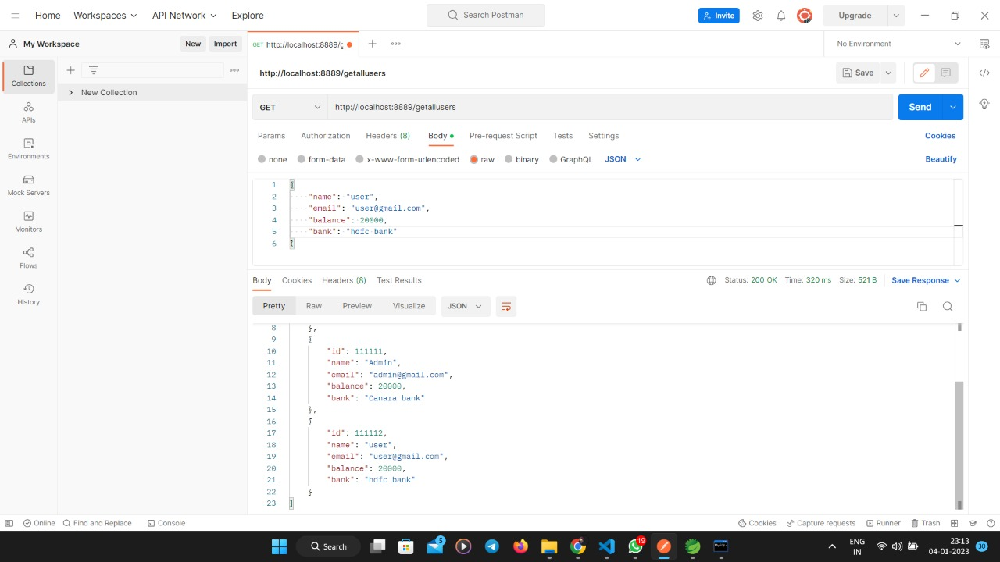 Home Workspaces API Network Explore Search Postman Invite Upgrade
My Workspace New Import GET http://localhost:8889/g No Environment
Collections
APIs
Environments
Mock Servers
Monitors
Flows
History
New Collection
http://localhost:8889/getallusers Save
GET http://localhost:8889/getallusers Send
Params Authorization Headers (8) Body Pre-request Script Tests Settings Cookies
none form-data x-www-form-urlencoded raw binary GraphQL JSON Beautify
1 {
2 "name": "user",
3 "email": "user@gmail.com",
4 "balance": 20000,
5 "bank": "hdfc bank"
6 }
Body Cookies Headers (8) Test Results Status: 200 OK Time: 320 ms Size: 521 B Save Response
Pretty Raw Preview Visualize JSON
8 },
9 {
10 "id": 111111,
11 "name": "Admin",
12 "email": "admin@gmail.com",
13 "balance": 20000,
14 "bank": "Canara bank"
15 },
16 {
17 "id": 111112,
18 "name": "user",
19 "email": "user@gmail.com",
20 "balance": 20000,
21 "bank": "hdfc bank"
22 }
23 ]
Online Find and Replace Console Cookies Capture requests Runner Trash
Search 5 19 MySQL ENG IN 23:13 04-01-2023 30